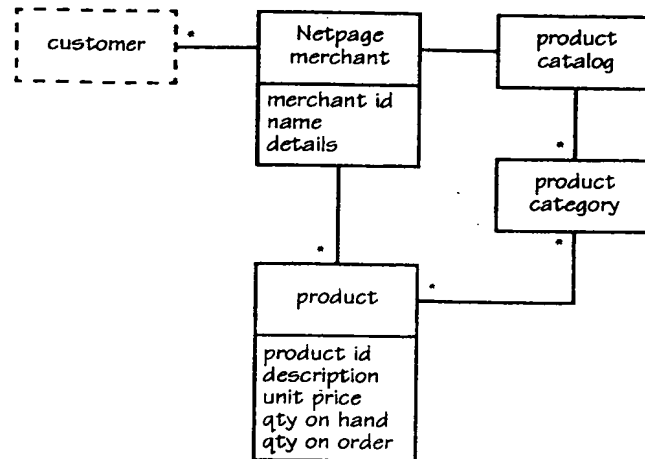 customer
*
Netpage
merchant
merchant id
name
details
product
catalog
*
product
category
*
*
*
product
product id
description
unit price
qty on hand
qty on order